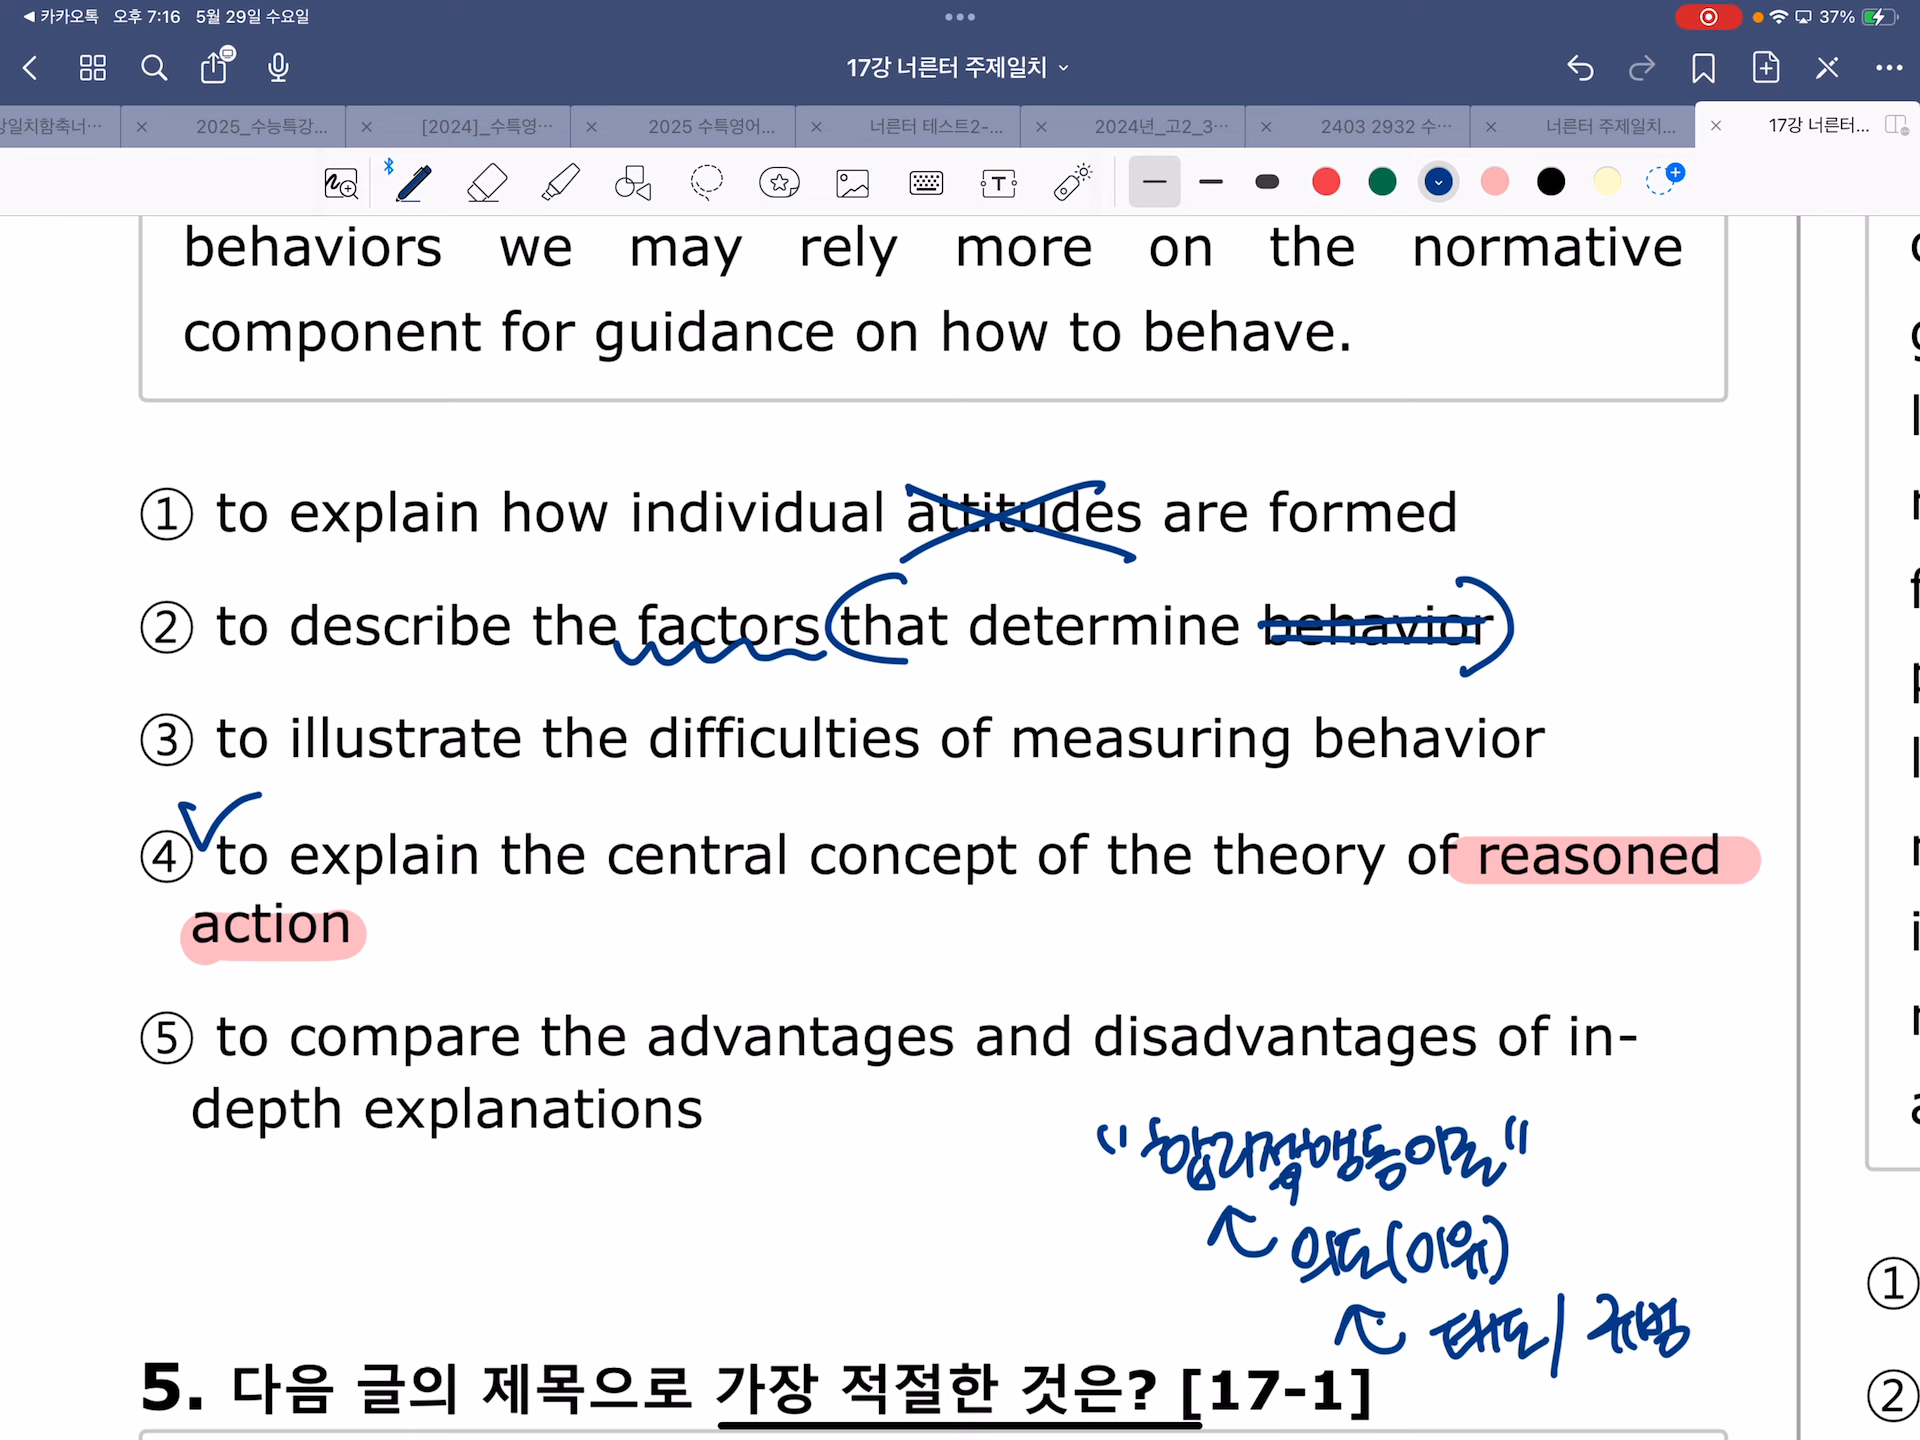 ◀ 카카오톡 오후 7:16 5월 29일 수요일
37%
17강 너른터 주제일치
강일치함축너…
2025_수능특강...
[2024]_수특영…
2025 수특영어...
너른터 테스트2-...
2024년_고2_3…
2403 2932 수…
너른터 주제일치...
17강 너른터...
behaviors we may rely more on the normative
component for guidance on how to behave.
① to explain how individual attitudes are formed
② to describe the factors that determine behavior
③ to illustrate the difficulties of measuring behavior
④ to explain the central concept of the theory of reasoned
action
⑤ to compare the advantages and disadvantages of in-
depth explanations
"합리적행동이론"
의도(이유)
태도/규범
5. 다음 글의 제목으로 가장 적절한 것은? [17-1]
①
②